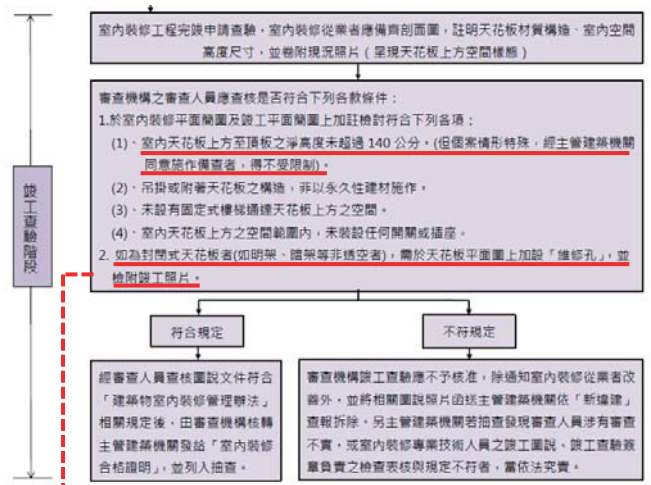 室內裝修工程完竣申請查驗，室內裝修從業者應備齊剖面圖，註明天花板材質構造、室內空間
高度尺寸，並卷附現況照片（呈現天花板上方空間樣態）
審查機構之審查人員應查核是否符合下列各款條件：
1.於室內裝修平面簡圖及竣工平面簡圖上加註檢討符合下列各項：
(1)、室內天花板上方至頂板之淨高度未超過 140 公分。(但個案情形特殊，經主管建築機關
同意施作備查者，得不受限制)。
(2)、吊掛或附著天花板之構造，非以永久性建材施作。
(3)、未設有固定式樓梯通達天花板上方之空間。
(4)、室內天花板上方之空間範圍內，未裝設任何開關或插座。
2. 如為封閉式天花板者(如明架、暗架等非透空者)，需於天花板平面圖上加設「維修孔」，並
檢附竣工照片。
竣工查驗階段
符合規定
不符規定
經審查人員查核圖說文件符合
「建築物室內裝修管理辦法」
相關規定後，由審查機構核轉
主管建築機關發給「室內裝修
合格證明」，並列入抽查。
審查機構竣工查驗應不予核准，除通知室內裝修從業者改
善外，並將相關圖說照片函送主管建築機關依「新違建」
查報拆除。另主管建築機關若抽查發現審查人員涉有審查
不實，或室內裝修專業技術人員之竣工圖說、竣工查驗簽
章負責之檢查表核與規定不符者，當依法究責。